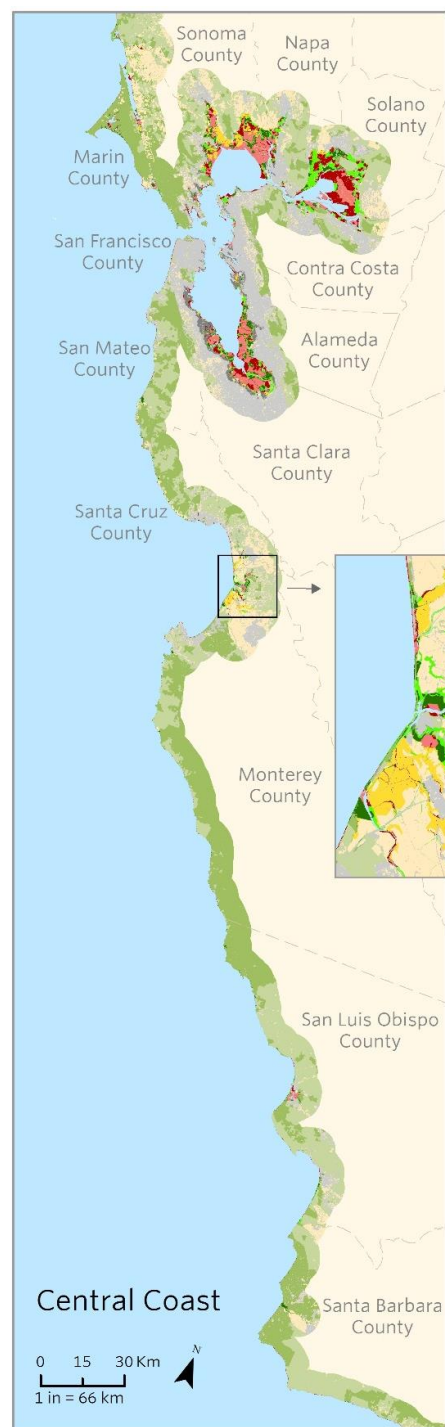 Sonoma
County
Napa
County
Solano
County
Marin
County
San Francisco
County
Contra Costa
County
San Mateo
County
Alameda
County
Santa Clara
County
Santa Cruz
County
Monterey
County
San Luis Obispo
County
Central Coast
Santa Barbara
County
N
0 15 30 Km
1 in = 66 km